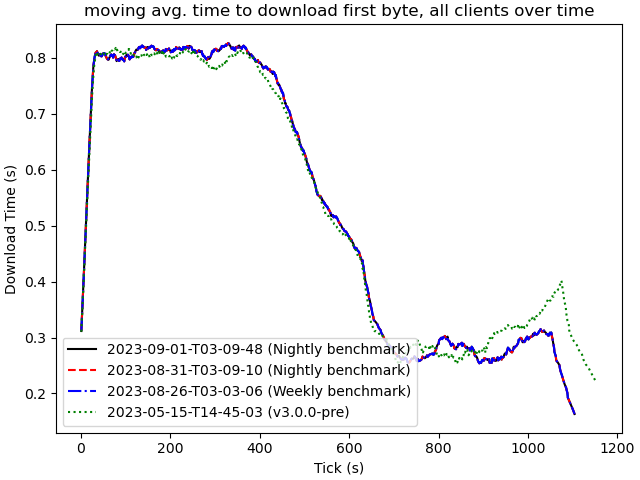 moving avg. time to download first byte, all clients over time
Download Time (s)
0.8
0.7
0.6
0.5
0.4
0.3
0.2
2023-09-01-T03-09-48 (Nightly benchmark)
2023-08-31-T03-09-10 (Nightly benchmark)
2023-08-26-T03-03-06 (Weekly benchmark)
2023-05-15-T14-45-03 (v3.0.0-pre)
0 200 400 600 800 1000 1200
Tick (s)